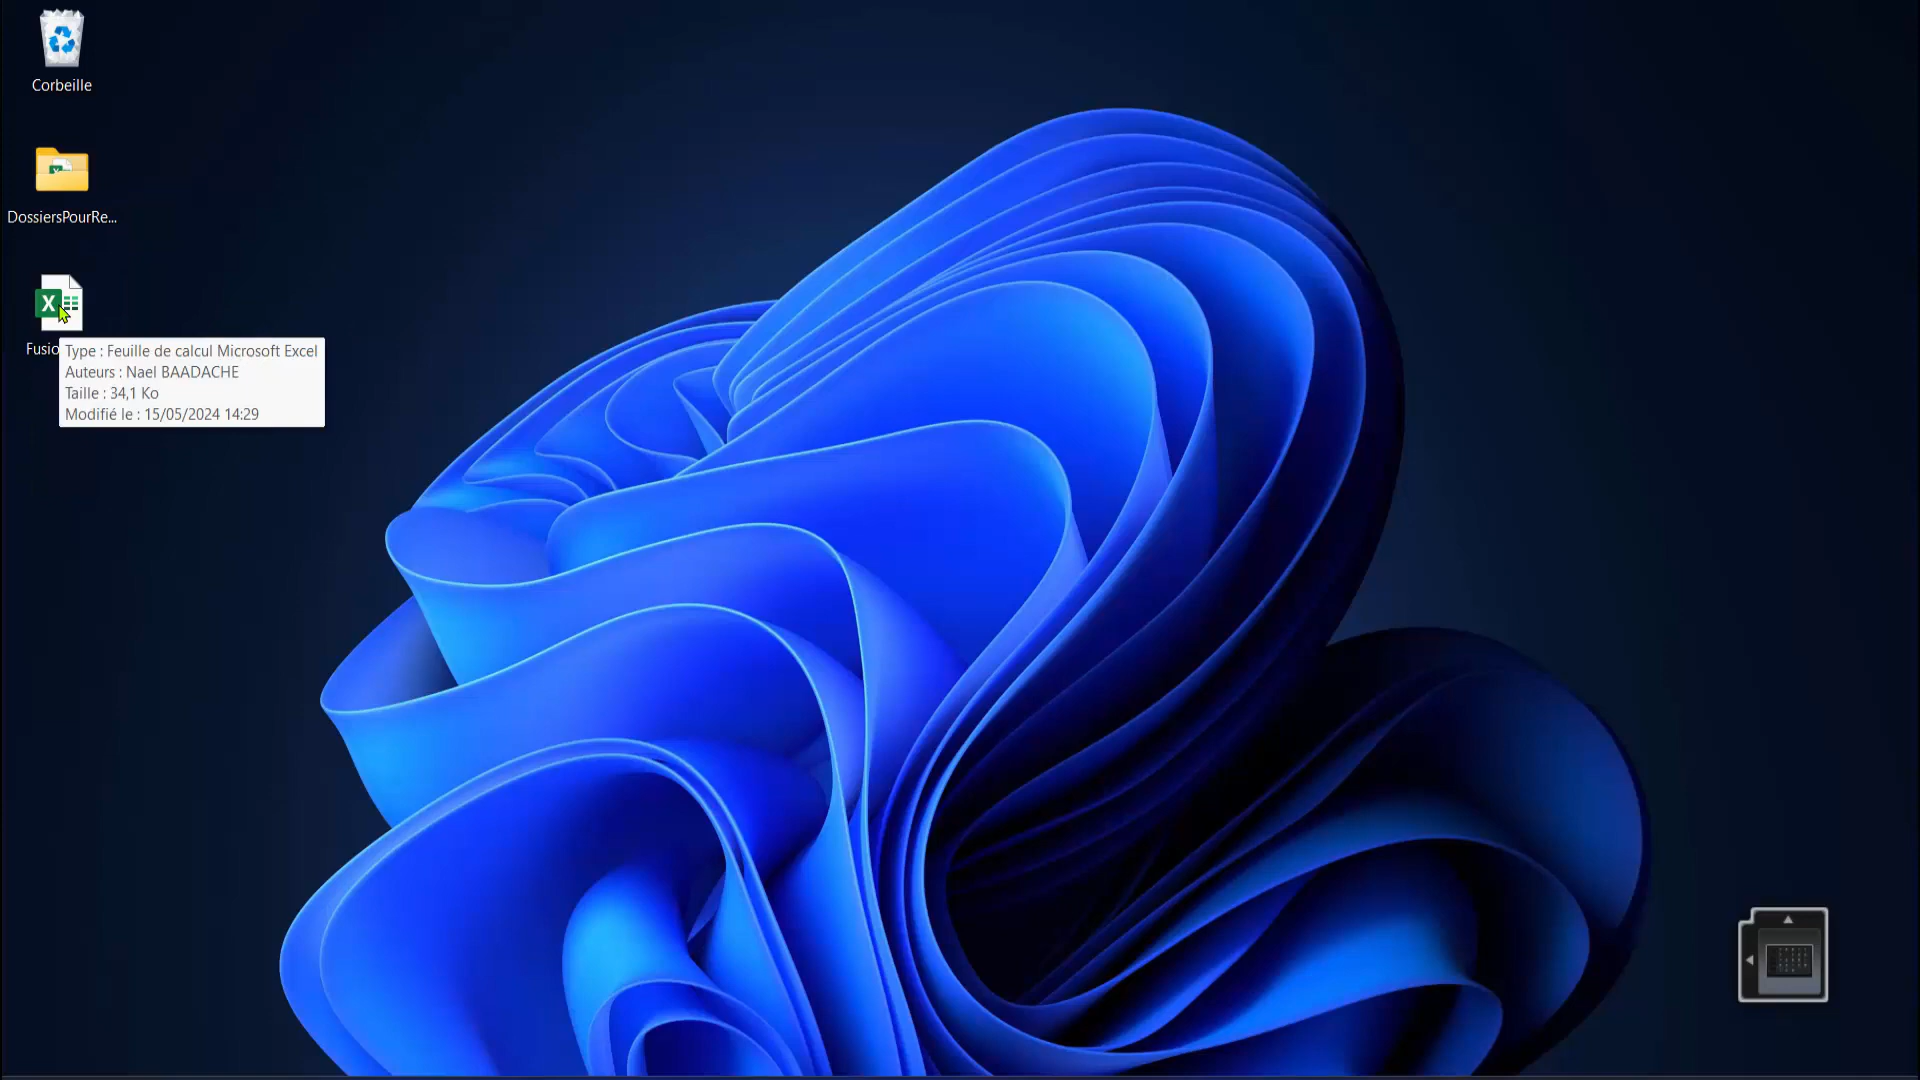 Corbeille
DossiersPourRe...
X
Fusio
Type : Feuille de calcul Microsoft Excel
Auteurs : Nael BAADACHE
Taille : 34,1 Ko
Modifié le : 15/05/2024 14:29